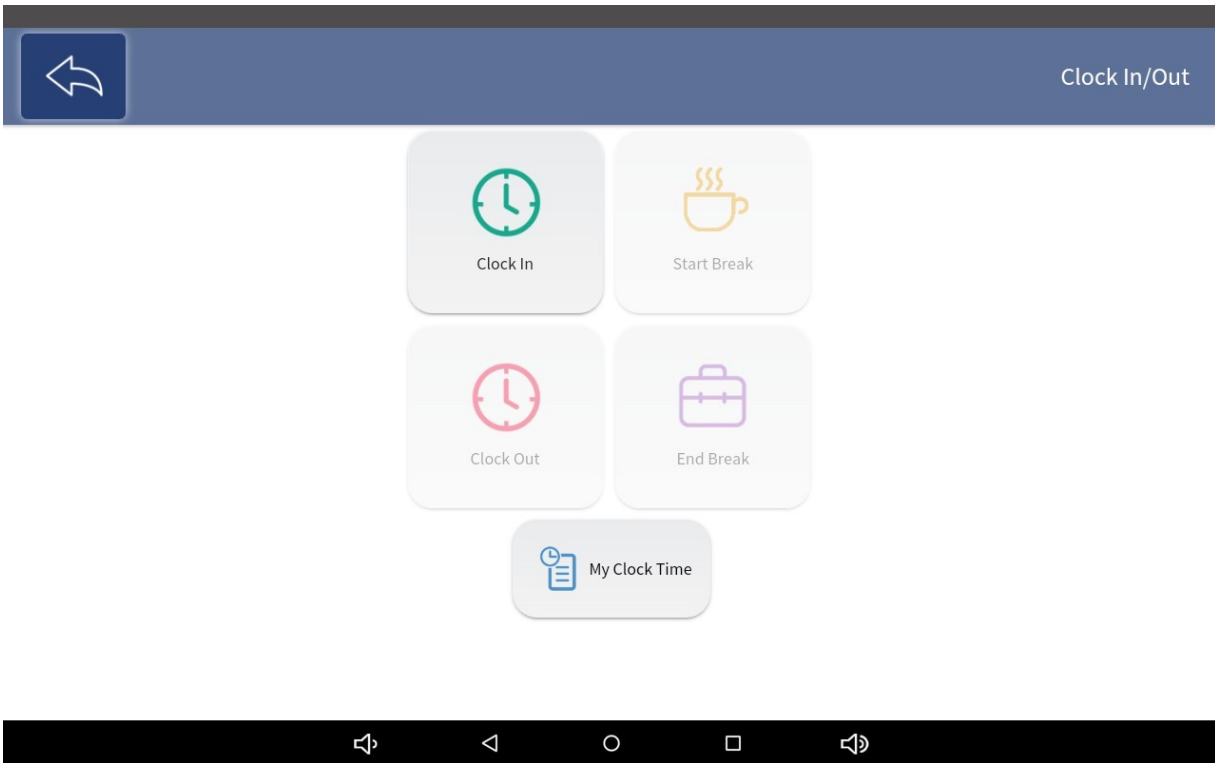 Clock In/Out
Clock In
Start Break
Clock Out
End Break
My Clock Time